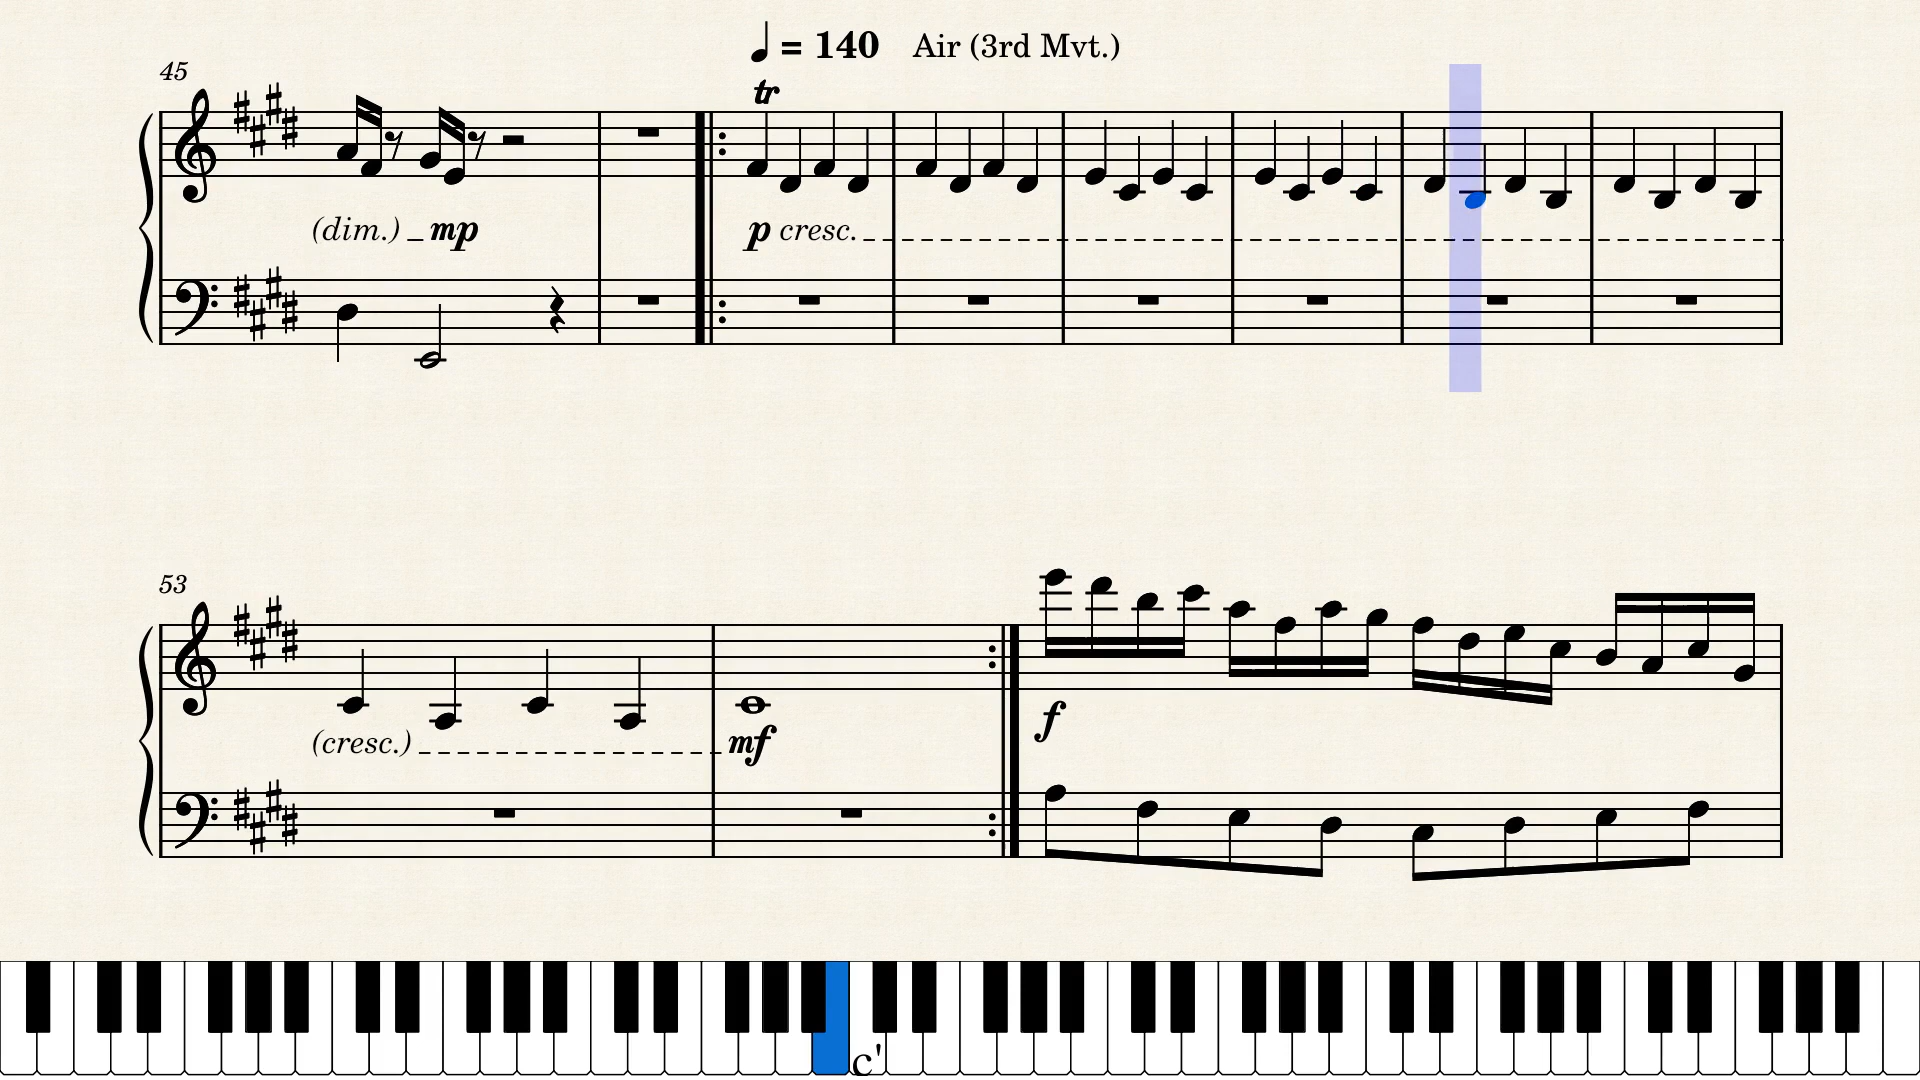 ♩ = 140 Air (3rd Mvt.)
45
tr
(dim.) mp
p cresc.
53
(cresc.) mf
f
c'